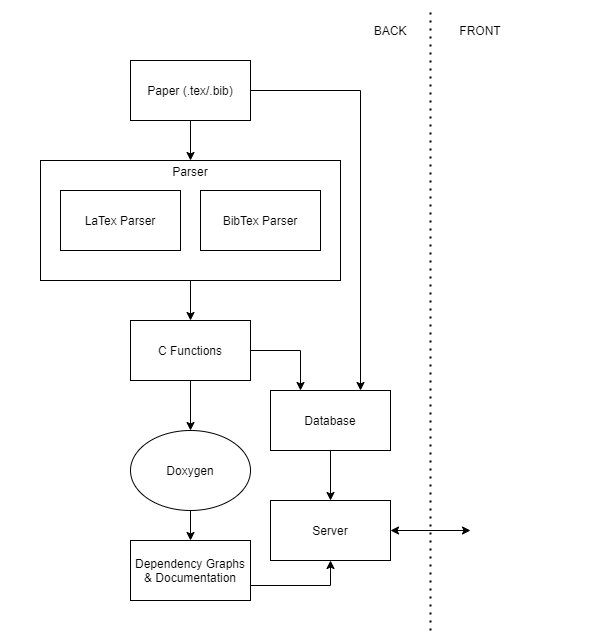 BACK
FRONT
Paper (.tex/.bib)
Parser
LaTex Parser
BibTex Parser
C Functions
Database
Doxygen
Server
Dependency Graphs
& Documentation